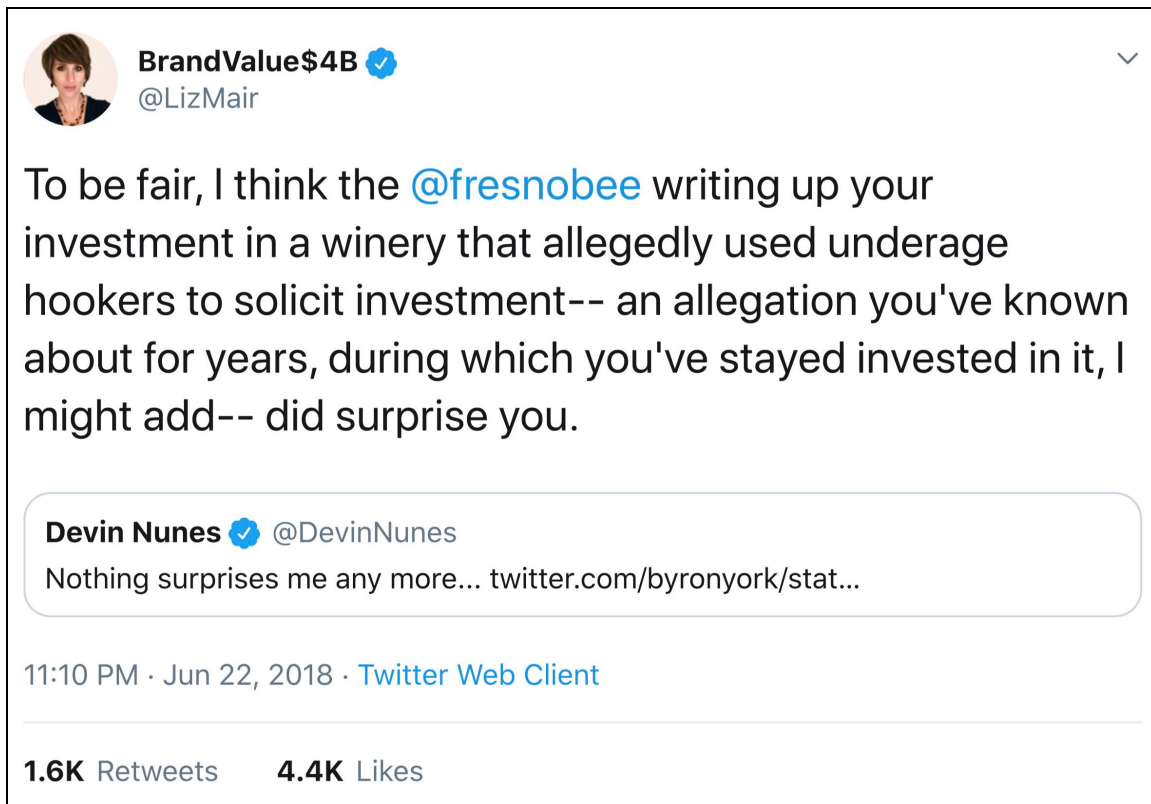 BrandValue$4B
@LizMair
To be fair, I think the @fresnobee writing up your
investment in a winery that allegedly used underage
hookers to solicit investment-- an allegation you've known
about for years, during which you've stayed invested in it, I
might add-- did surprise you.
Devin Nunes @DevinNunes
Nothing surprises me any more... twitter.com/byronyork/stat...
11:10 PM · Jun 22, 2018 · Twitter Web Client
1.6K Retweets 4.4K Likes